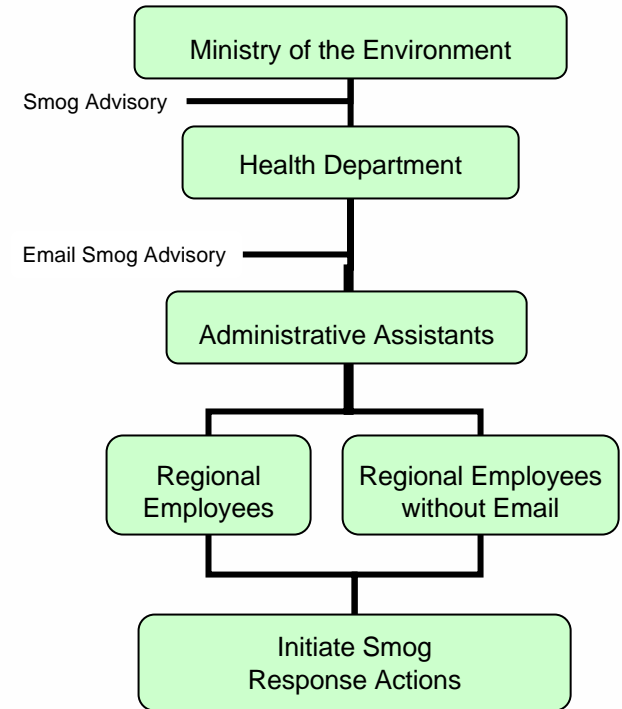 Ministry of the Environment
Smog Advisory
Health Department
Email Smog Advisory
Administrative Assistants
Regional
Employees
Regional Employees
without Email
Initiate Smog
Response Actions